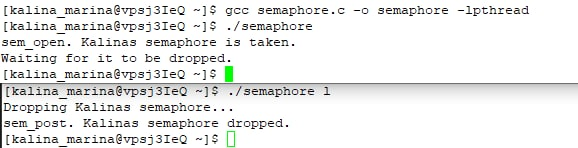 [kalina_marina@vpsj3IeQ ~]$ gcc semaphore.c -o semaphore -lpthread
[kalina_marina@vpsj3IeQ ~]$ ./semaphore
sem_open. Kalinas semaphore is taken.
Waiting for it to be dropped.
[kalina_marina@vpsj3IeQ ~]$
[kalina_marina@vpsj3IeQ ~]$ ./semaphore 1
Dropping Kalinas semaphore...
sem_post. Kalinas semaphore dropped.
[kalina_marina@vpsj3IeQ ~]$